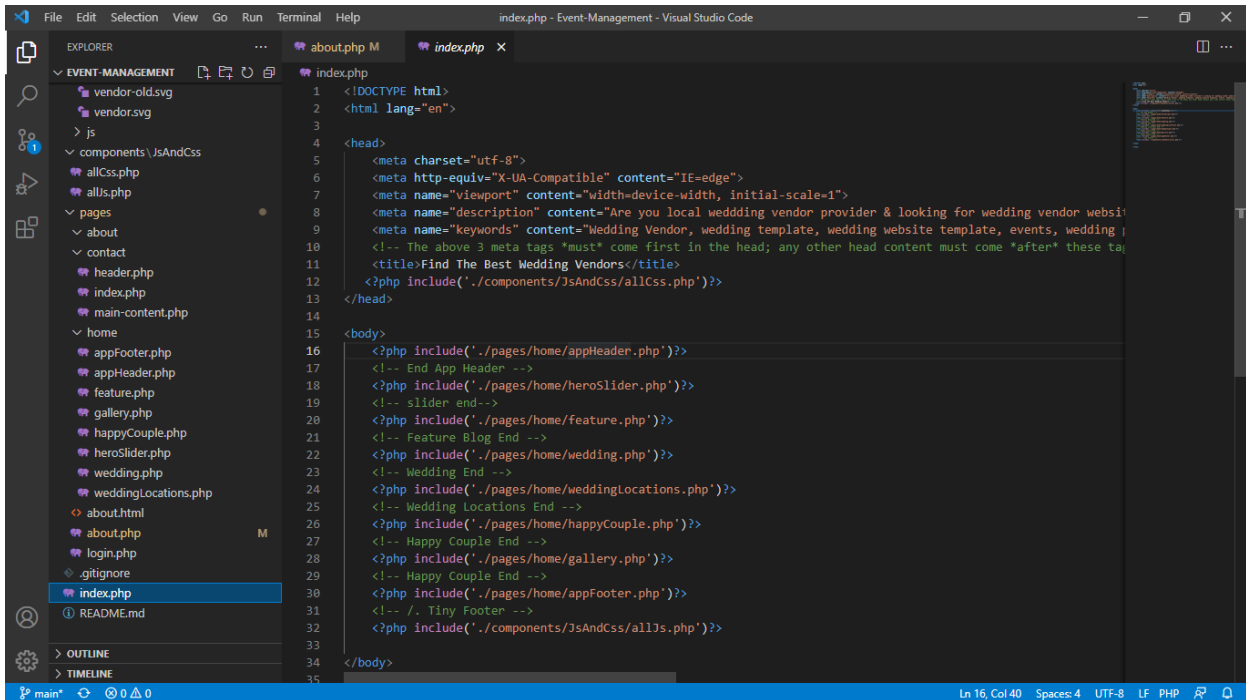 File Edit Selection View Go Run Terminal Help
index.php - Event-Management - Visual Studio Code
EXPLORER
EVENT-MANAGEMENT
vendor-old.svg
vendor.svg
js
components\JsAndCss
allCss.php
allJs.php
pages
about
contact
header.php
index.php
main-content.php
home
appFooter.php
appHeader.php
feature.php
gallery.php
happyCouple.php
heroSlider.php
wedding.php
weddingLocations.php
about.html
about.php M
login.php
.gitignore
index.php
README.md
OUTLINE
TIMELINE
1
about.php M
index.php
index.php
1 <!DOCTYPE html>
2 <html lang="en">
3
4 <head>
5 <meta charset="utf-8">
6 <meta http-equiv="X-UA-Compatible" content="IE=edge">
7 <meta name="viewport" content="width=device-width, initial-scale=1">
8 <meta name="description" content="Are you local weddding vendor provider & looking for wedding vendor websit
9 <meta name="keywords" content="Wedding Vendor, wedding template, wedding website template, events, wedding p
10 <!-- The above 3 meta tags *must* come first in the head; any other head content must come *after* these tag
11 <title>Find The Best Wedding Vendors</title>
12 <?php include('./components/JsAndCss/allCss.php')?>
13 </head>
14
15 <body>
16 <?php include('./pages/home/appHeader.php')?>
17 <!-- End App Header -->
18 <?php include('./pages/home/heroSlider.php')?>
19 <!-- slider end-->
20 <?php include('./pages/home/feature.php')?>
21 <!-- Feature Blog End -->
22 <?php include('./pages/home/wedding.php')?>
23 <!-- Wedding End -->
24 <?php include('./pages/home/weddingLocations.php')?>
25 <!-- Wedding Locations End -->
26 <?php include('./pages/home/happyCouple.php')?>
27 <!-- Happy Couple End -->
28 <?php include('./pages/home/gallery.php')?>
29 <!-- Happy Couple End -->
30 <?php include('./pages/home/appFooter.php')?>
31 <!-- /. Tiny Footer -->
32 <?php include('./components/JsAndCss/allJs.php')?>
33
34 </body>
35
main* 0 0
Ln 16, Col 40 Spaces: 4 UTF-8 LF PHP